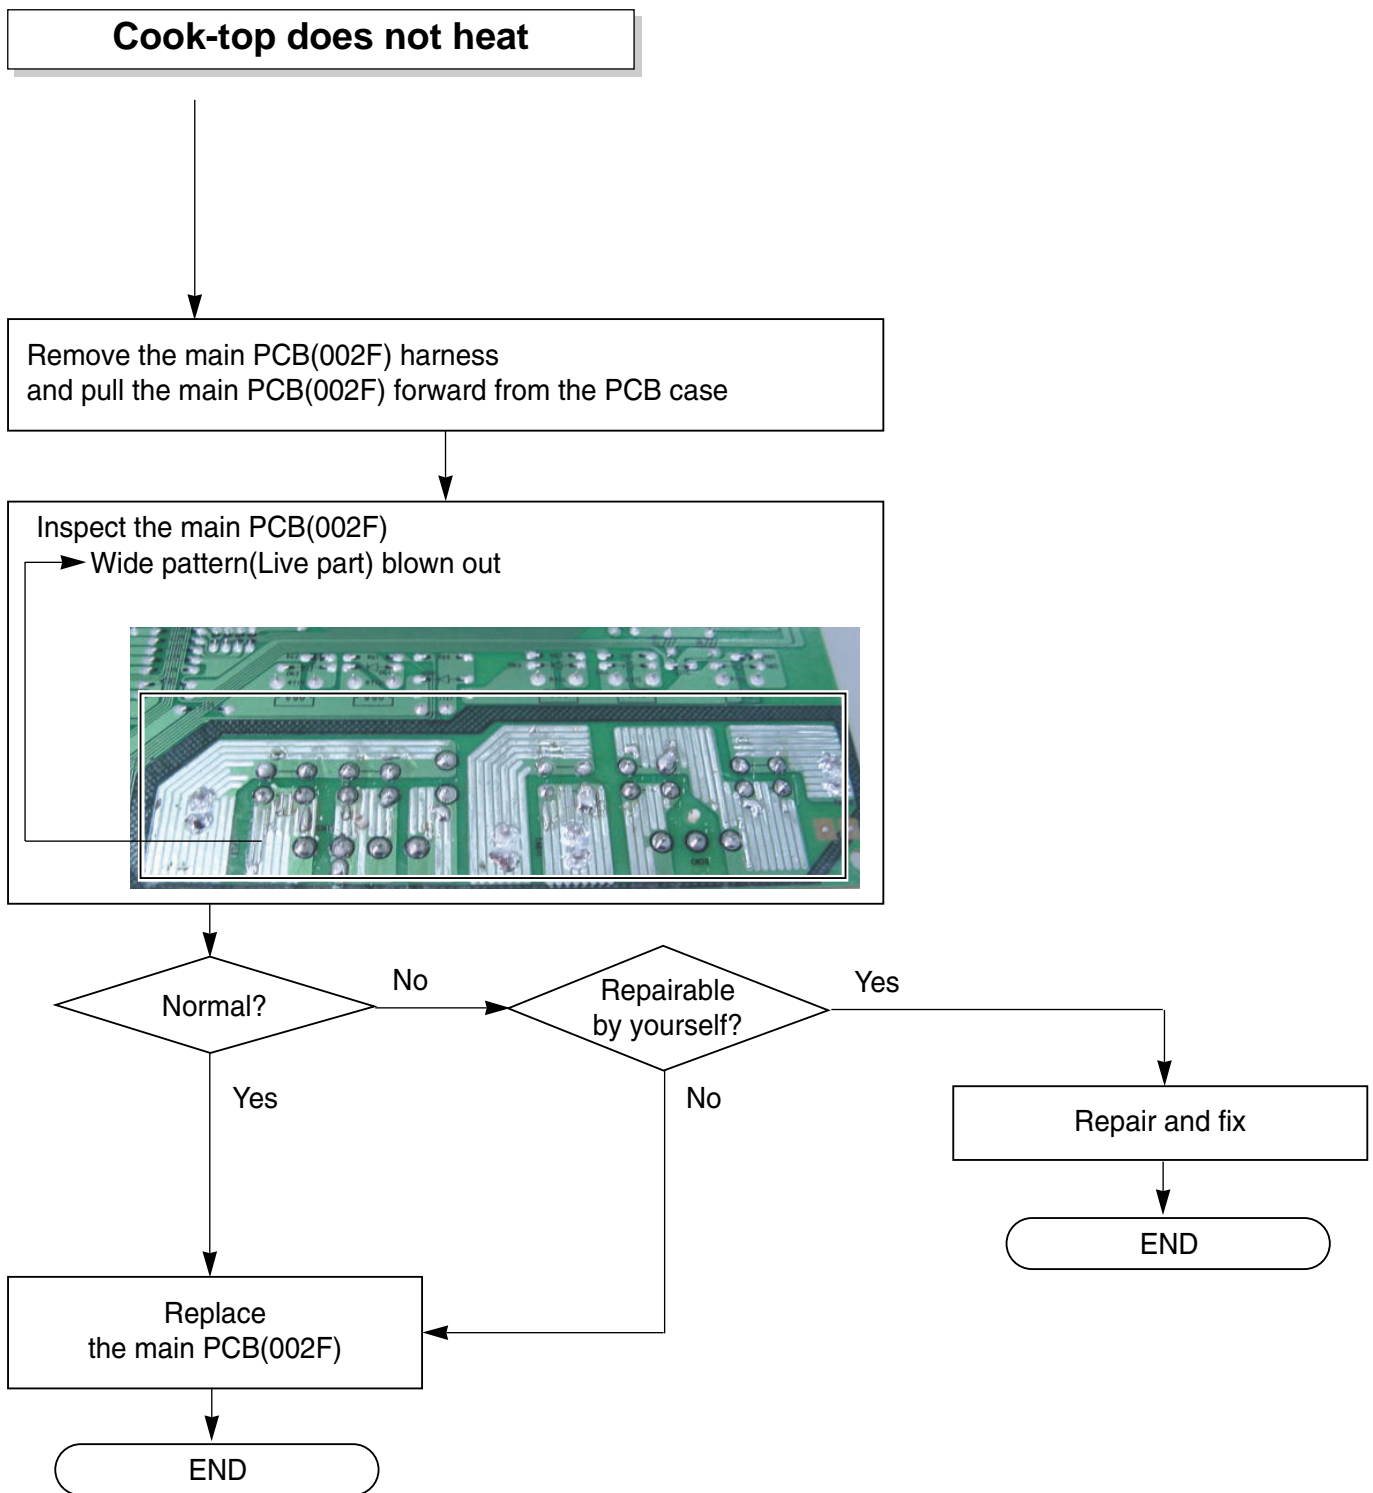 Cook-top does not heat
Remove the main PCB(002F) harness
and pull the main PCB(002F) forward from the PCB case
Inspect the main PCB(002F)
Wide pattern(Live part) blown out
Normal?
No
Repairable
by yourself?
Yes
Yes
No
Repair and fix
END
Replace
the main PCB(002F)
END